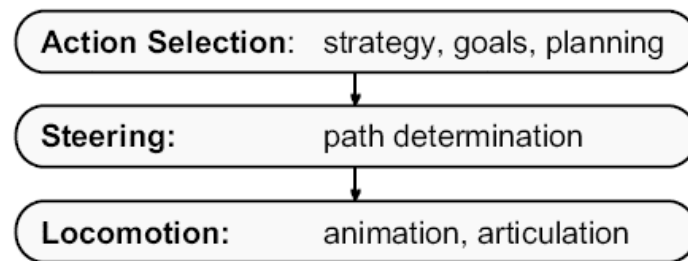 Action Selection: strategy, goals, planning
Steering: path determination
Locomotion: animation, articulation